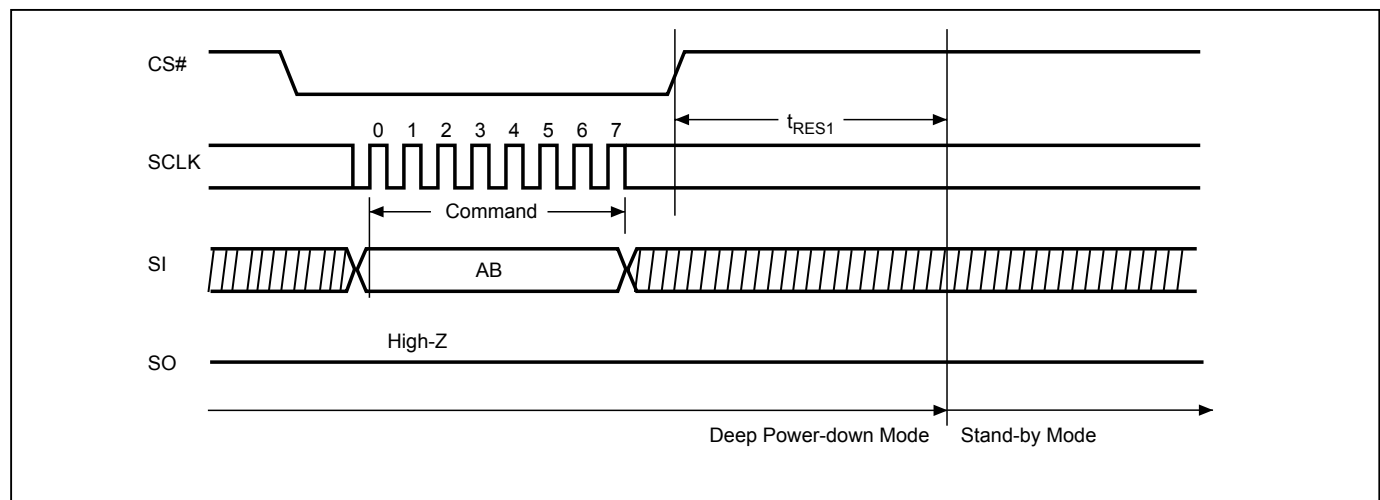 CS#
tRES1
0 1 2 3 4 5 6 7
SCLK
Command
SI
AB
High-Z
SO
Deep Power-down Mode
Stand-by Mode